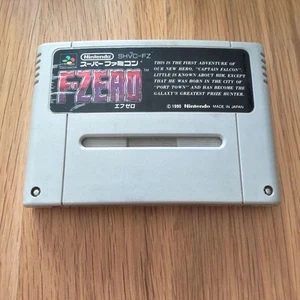 Nintendo SHVC-FZ
スーパーファミコン
F-ZERO
エフゼロ
THIS IS THE FIRST ADVENTURE OF
OUR NEW HERO, "CAPTAIN FALCON".
LITTLE IS KNOWN ABOUT HIM, EXCEPT
THAT HE WAS BORN IN THE CITY OF
"PORT TOWN" AND HAS BECOME THE
GALAXY'S GREATEST PRIZE HUNTER.
© 1990 Nintendo MADE IN JAPAN